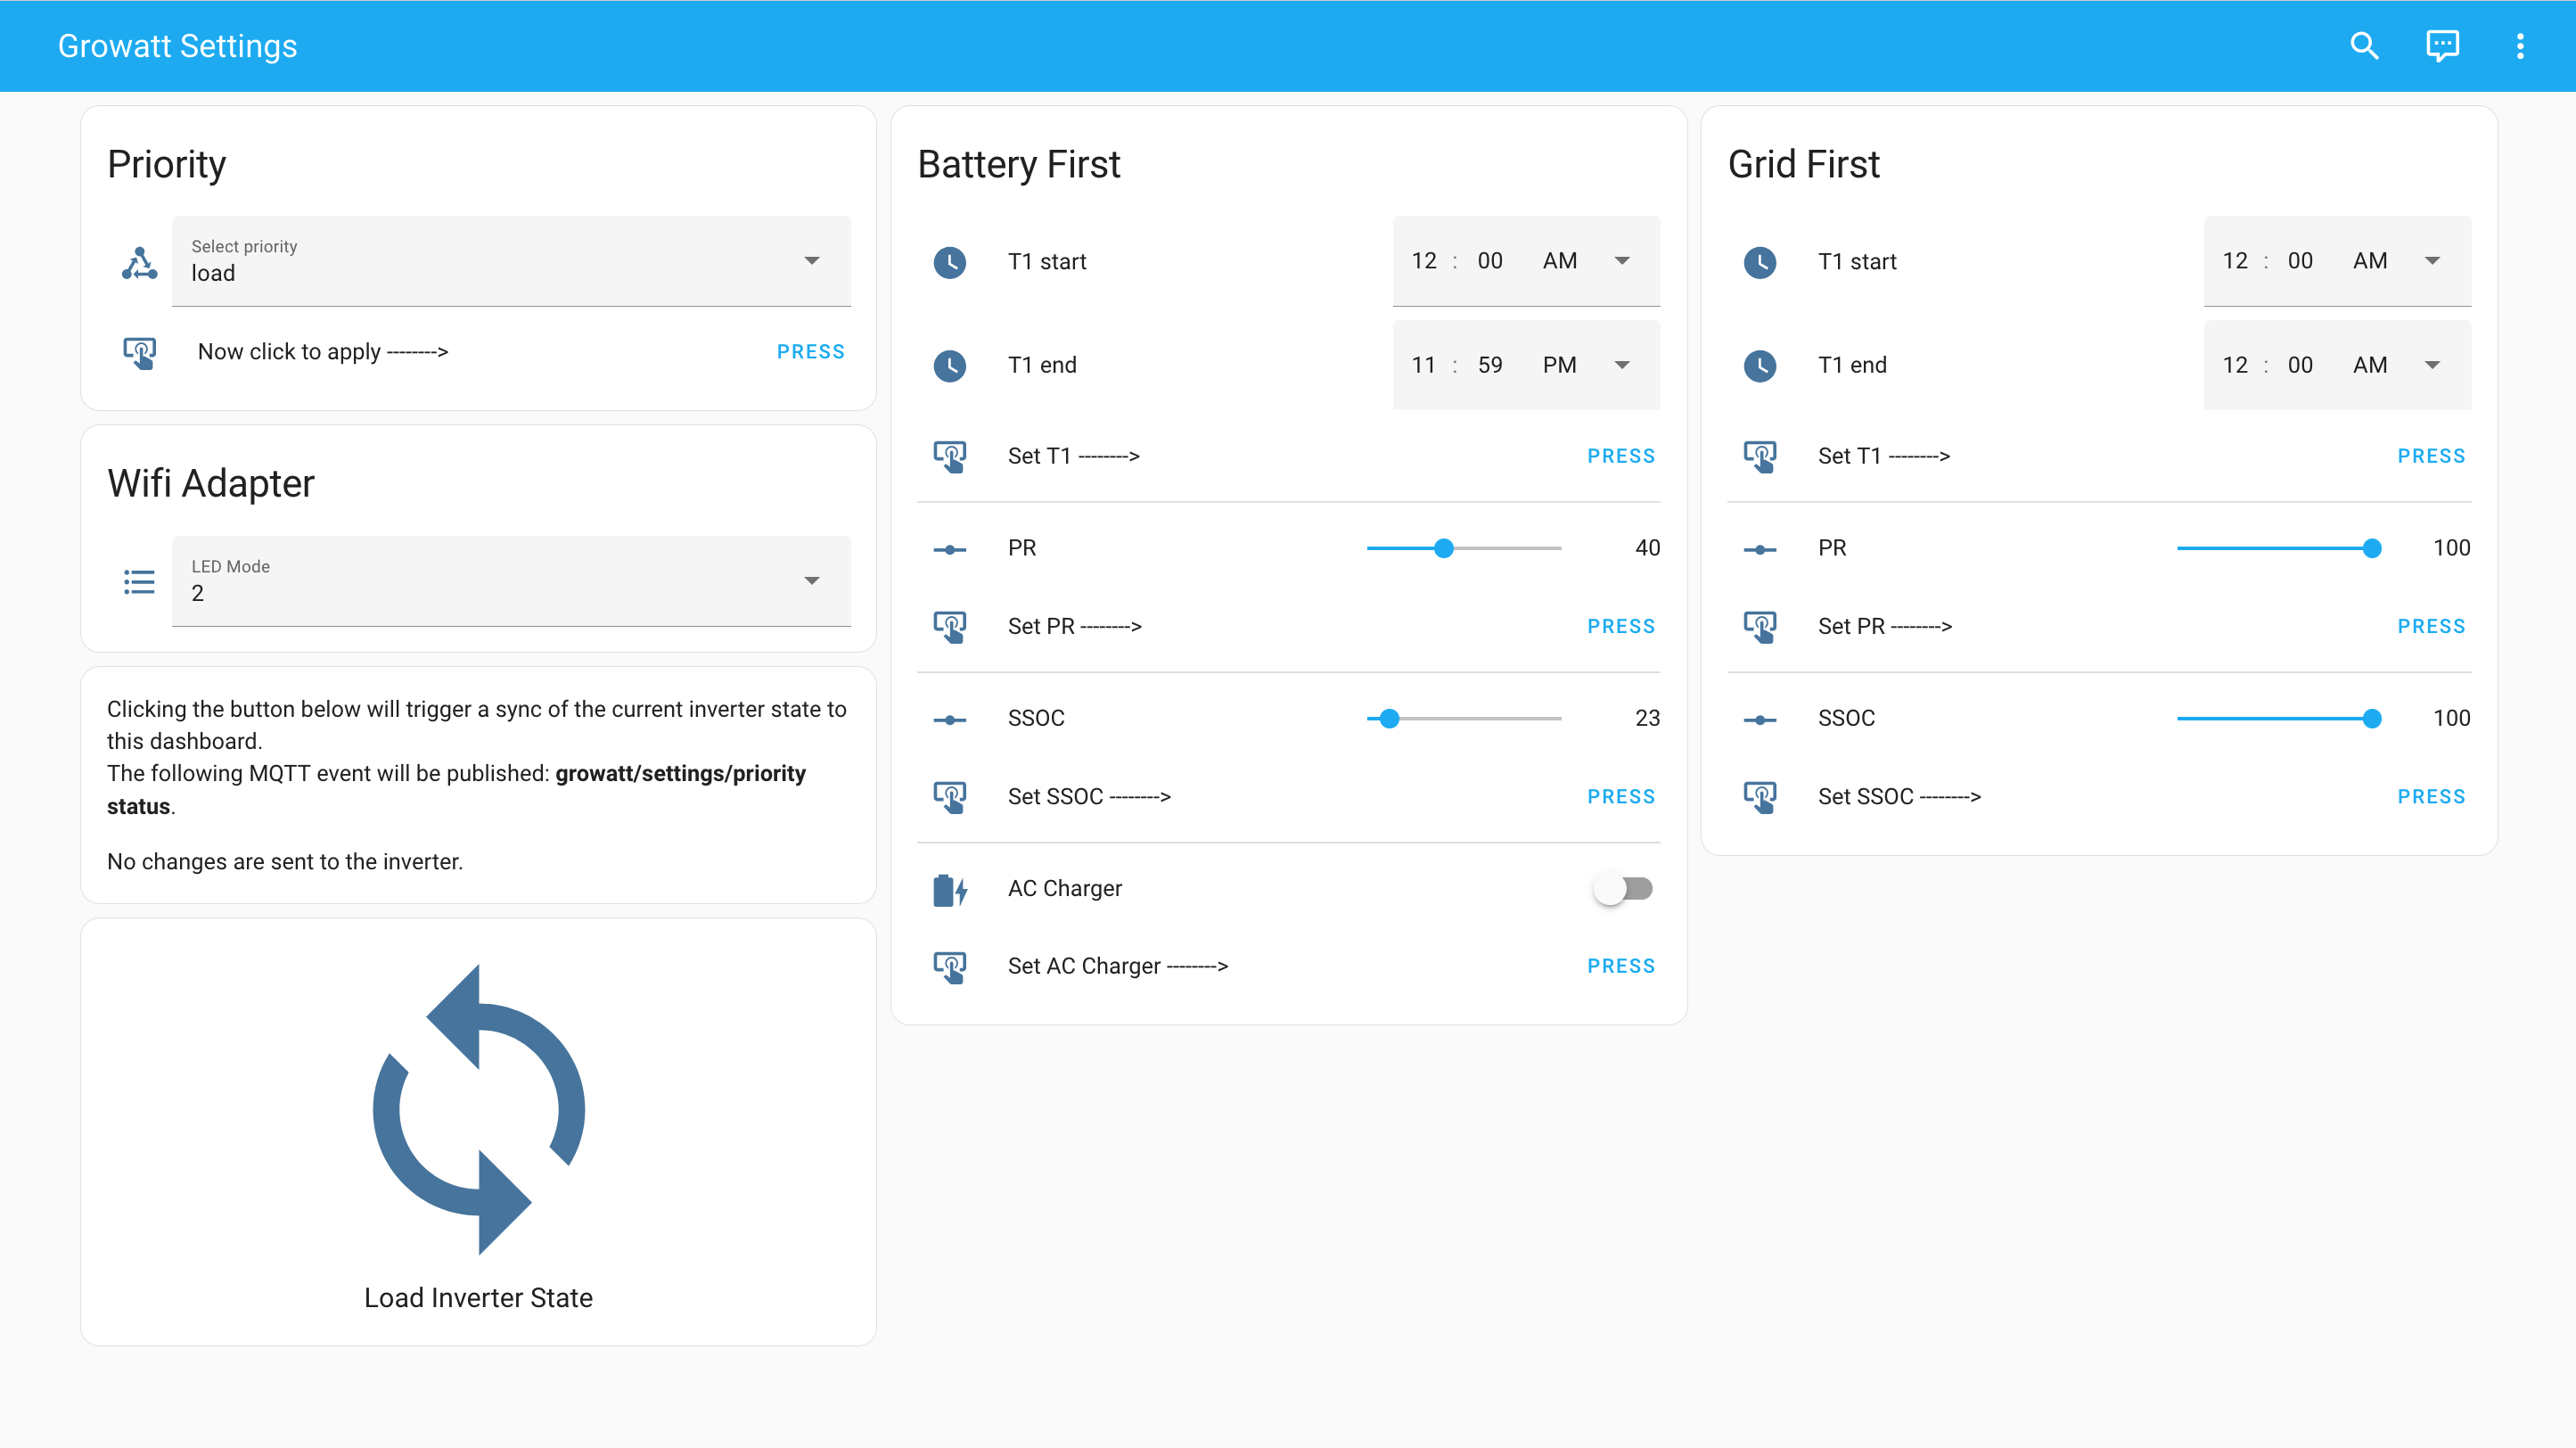 Growatt Settings
Priority
Select priority
load
Now click to apply -------->
PRESS
Wifi Adapter
LED Mode
2
Clicking the button below will trigger a sync of the current inverter state to
this dashboard.
The following MQTT event will be published: growatt/settings/priority
status.
No changes are sent to the inverter.
Load Inverter State
Battery First
T1 start
12 : 00 AM
T1 end
11 : 59 PM
Set T1 -------->
PRESS
PR
40
Set PR -------->
PRESS
SSOC
23
Set SSOC -------->
PRESS
AC Charger
Set AC Charger -------->
PRESS
Grid First
T1 start
12 : 00 AM
T1 end
12 : 00 AM
Set T1 -------->
PRESS
PR
100
Set PR -------->
PRESS
SSOC
100
Set SSOC -------->
PRESS